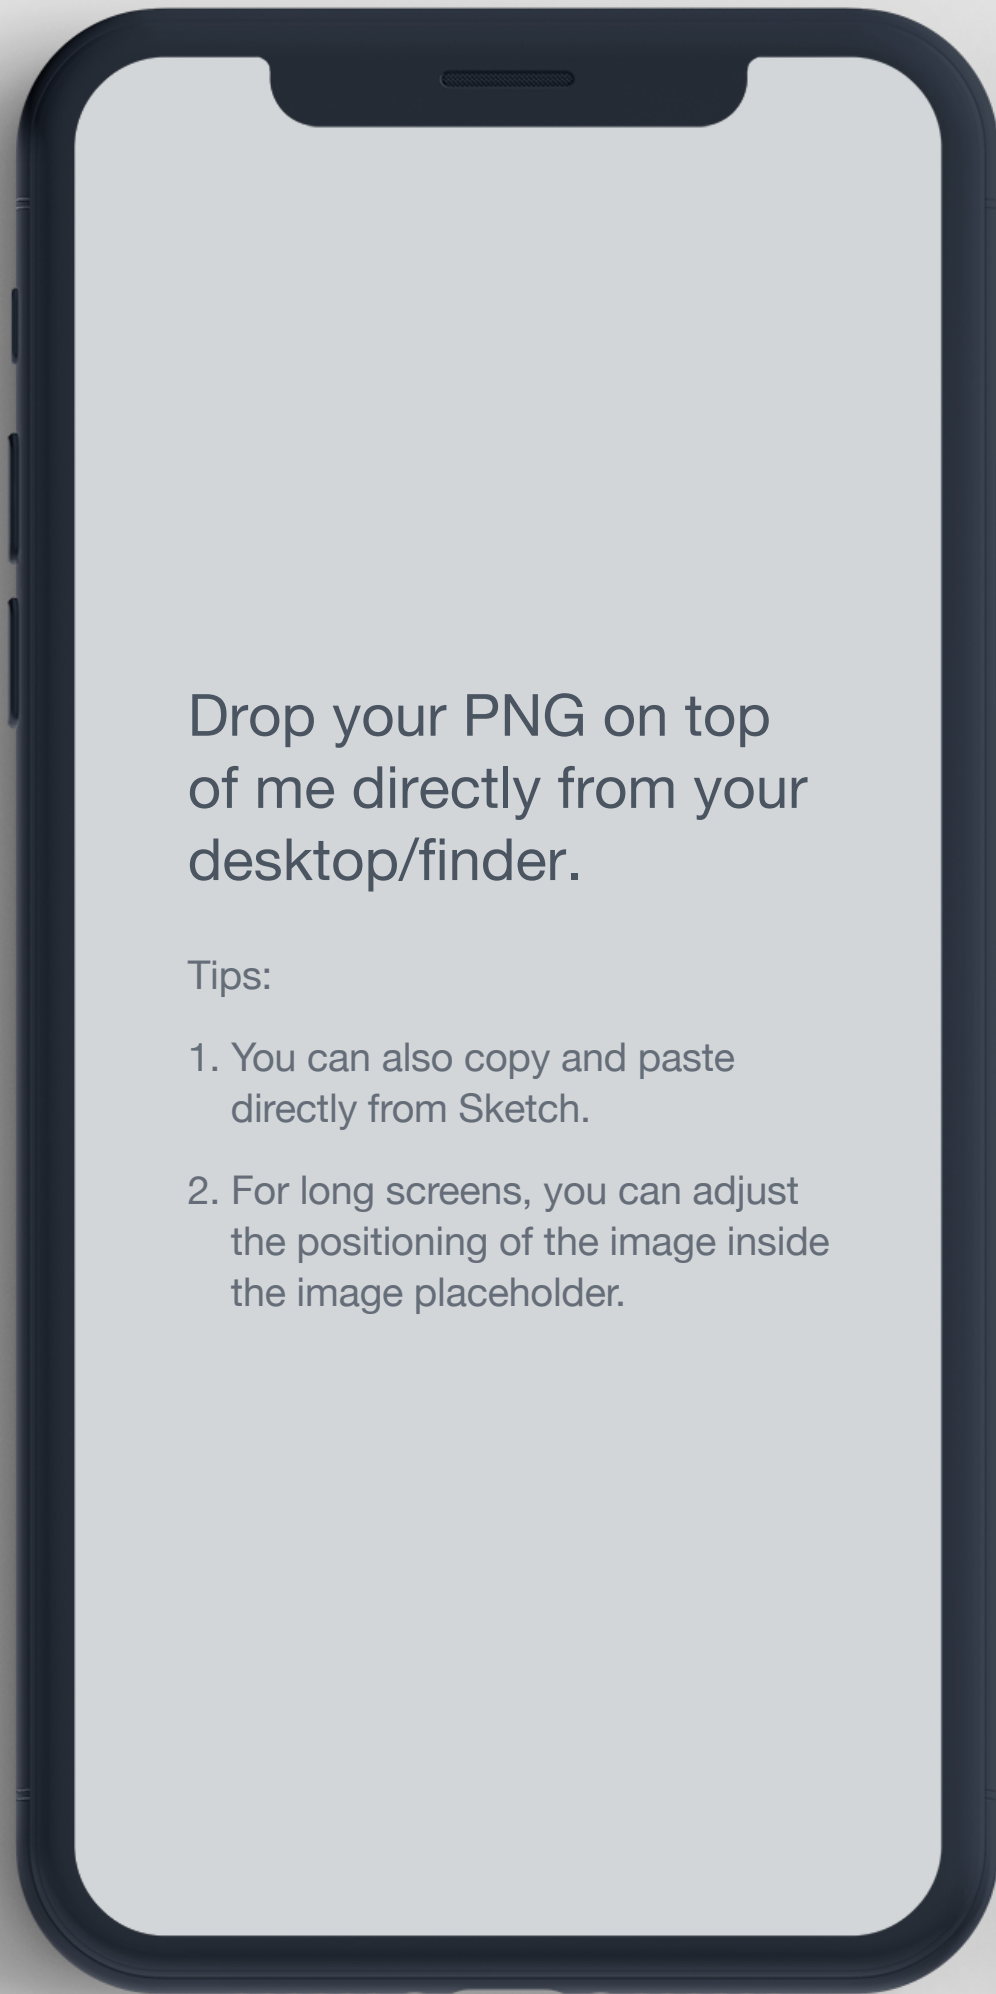 Drop your PNG on top
of me directly from your
desktop/finder.
Tips:
1. You can also copy and paste
directly from Sketch.
2. For long screens, you can adjust
the positioning of the image inside
the image placeholder.